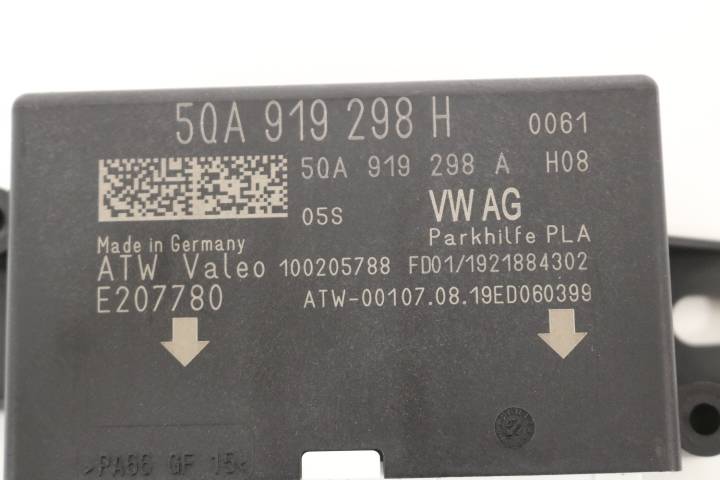 5QA 919 298 H 0061
5QA 919 298 A H08
05S VW AG
Parkhilfe PLA
Made in Germany
ATW Valeo 100205788 FD01/1921884302
E207780 ATW-00107.08.19ED060399
>PA66 GF 15<